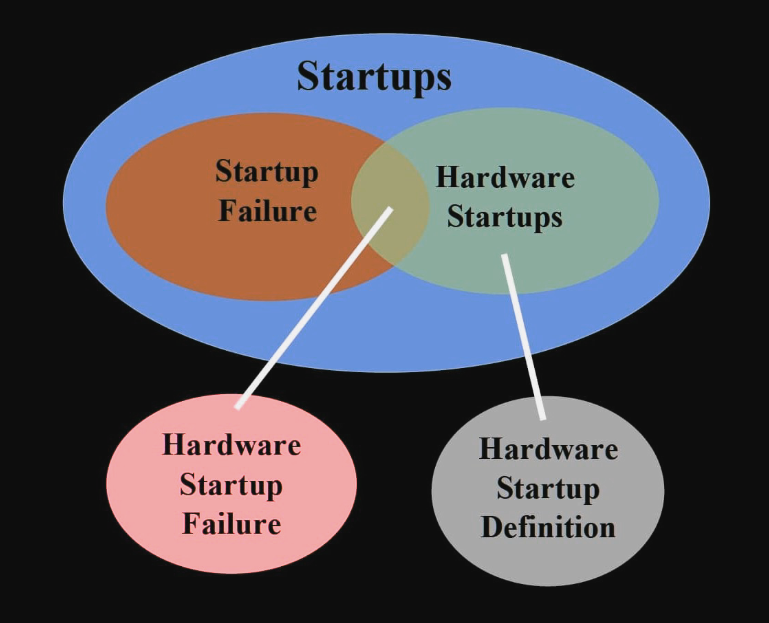 Startups
Startup
Failure
Hardware
Startups
Hardware
Startup
Failure
Hardware
Startup
Definition